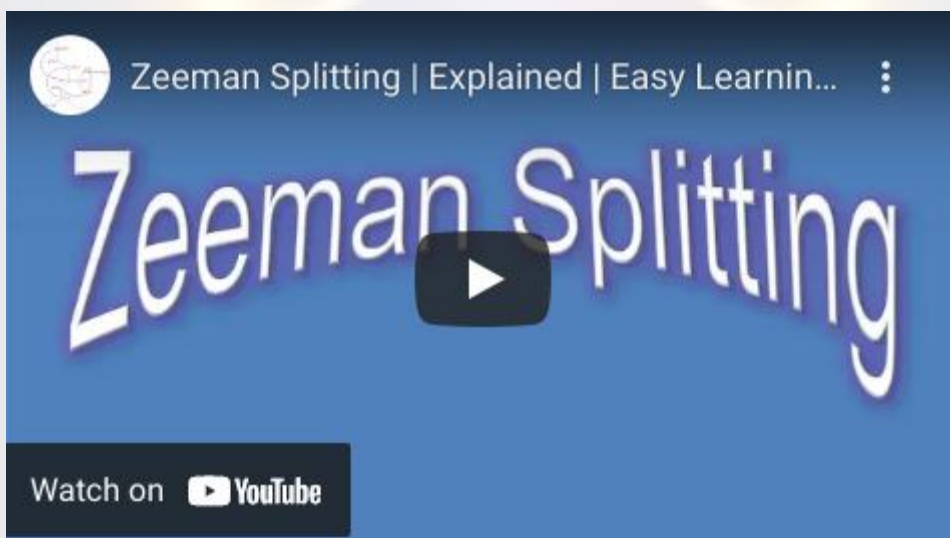 Zeeman Splitting | Explained | Easy Learnin...
Zeeman Splitting
Watch on YouTube